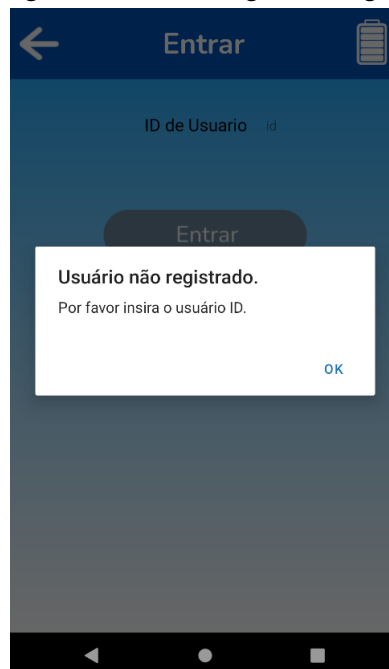 Entrar
ID de Usuario id
Entrar
Usuário não registrado.
Por favor insira o usuário ID.
OK